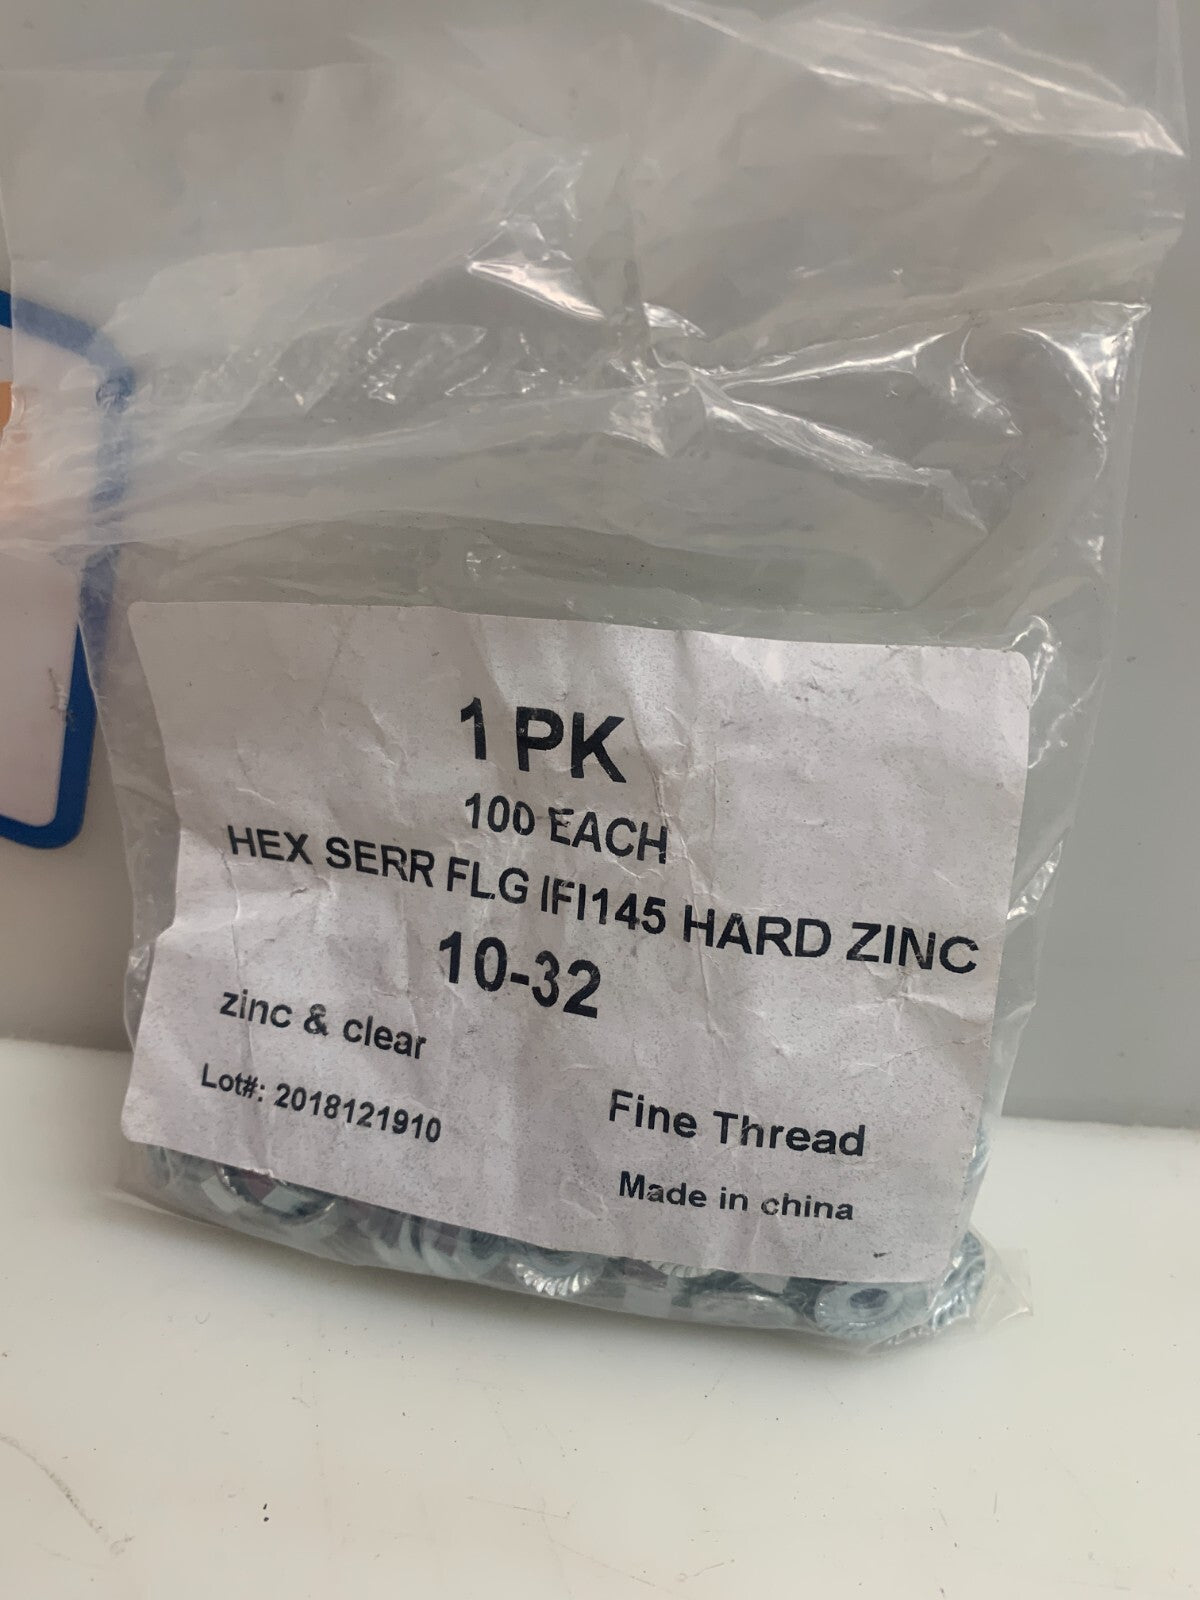 1 PK
100 EACH
HEX SERR FLG IFI145 HARD ZINC
10-32
zinc & clear
Lot#: 2018121910
Fine Thread
Made in china